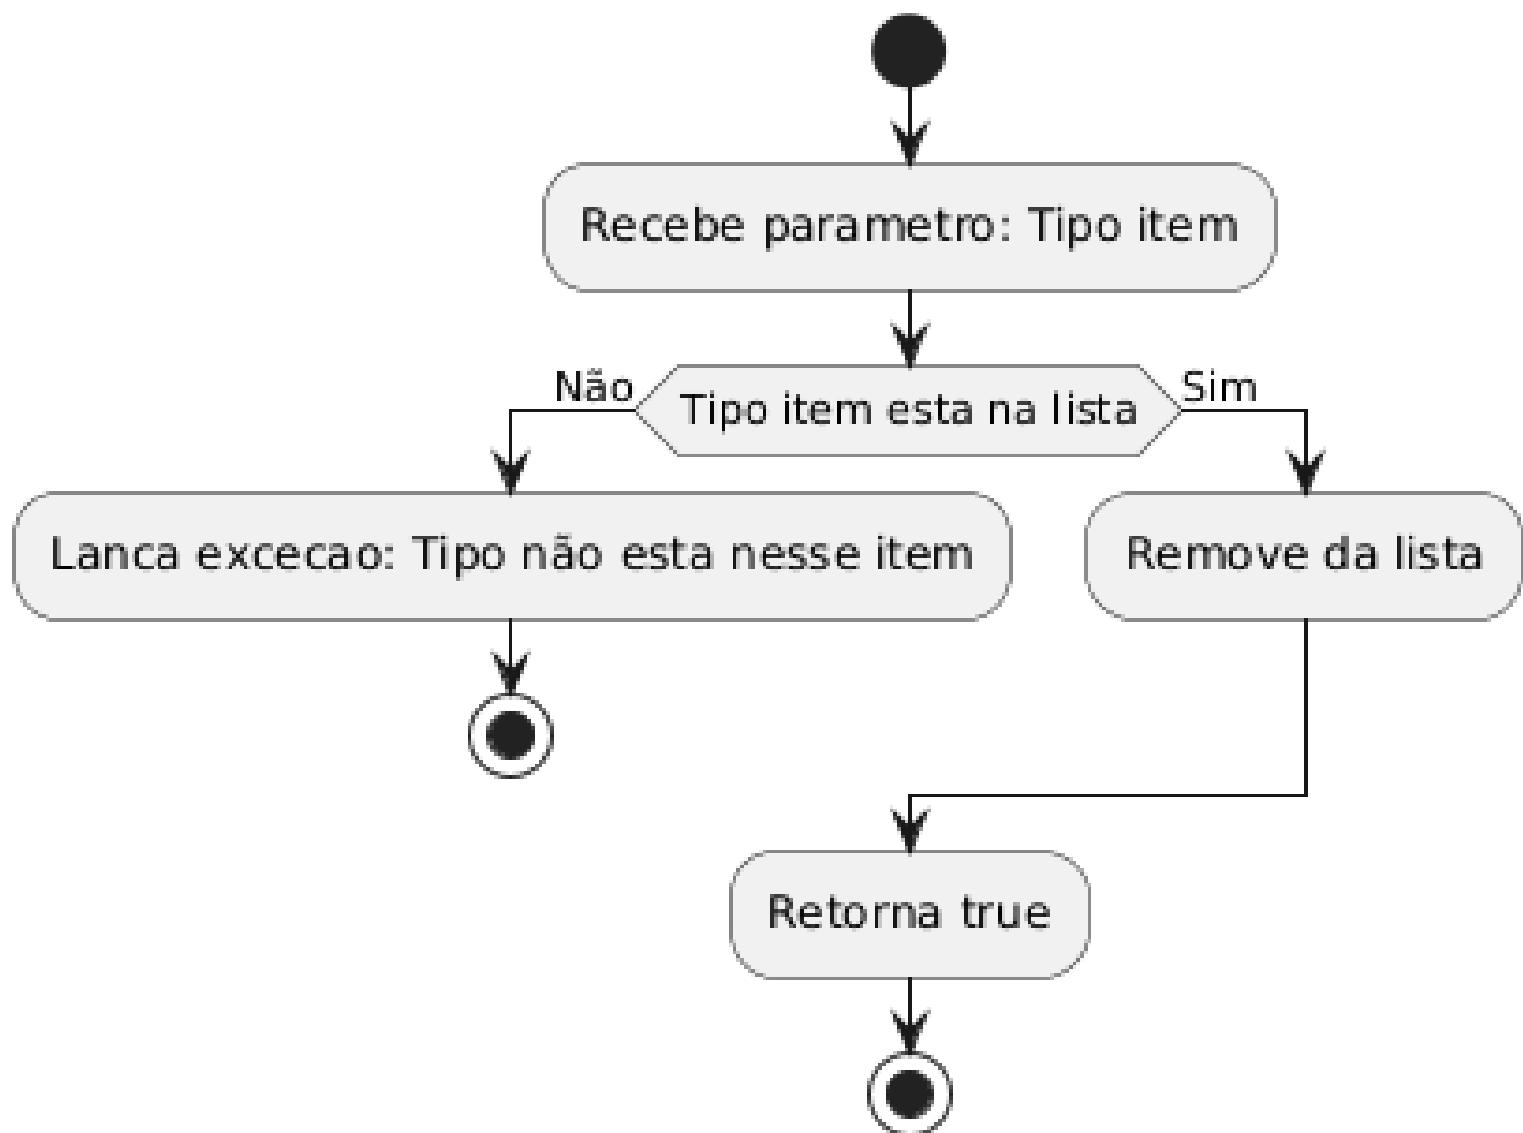 Recebe parametro: Tipo item
Não
Tipo item esta na lista
Sim
Lanca excecao: Tipo não esta nesse item
Remove da lista
Retorna true